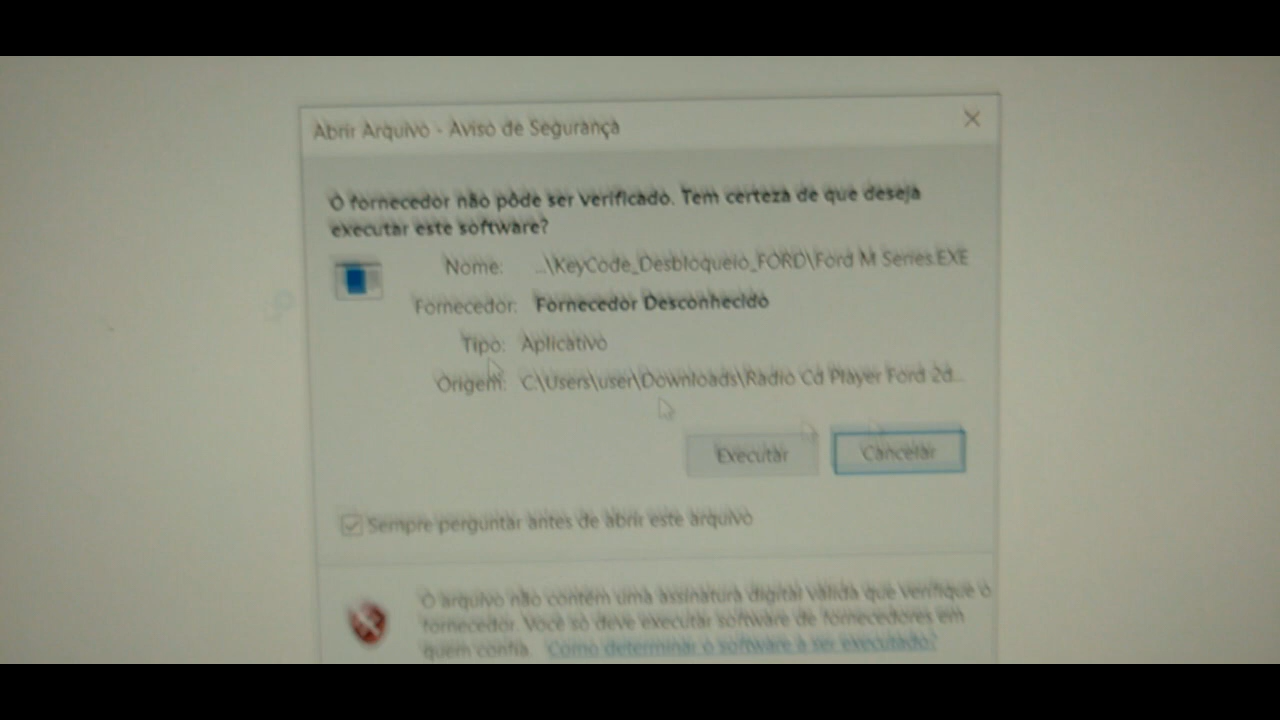 Abrir Arquivo - Aviso de Segurança
O fornecedor não pôde ser verificado. Tem certeza de que deseja
executar este software?
Nome: ...\KeyCode_Desbloqueio_FORD\Ford M Series.EXE
Fornecedor: Fornecedor Desconhecido
Tipo: Aplicativo
Origem: C:\Users\user\Downloads\Radio Cd Player Ford 2d...
Executar Cancelar
Sempre perguntar antes de abrir este arquivo
O arquivo não contém uma assinatura digital válida que verifique o
fornecedor. Você só deve executar software de fornecedores em
quem confia. Como determinar o software a ser executado?